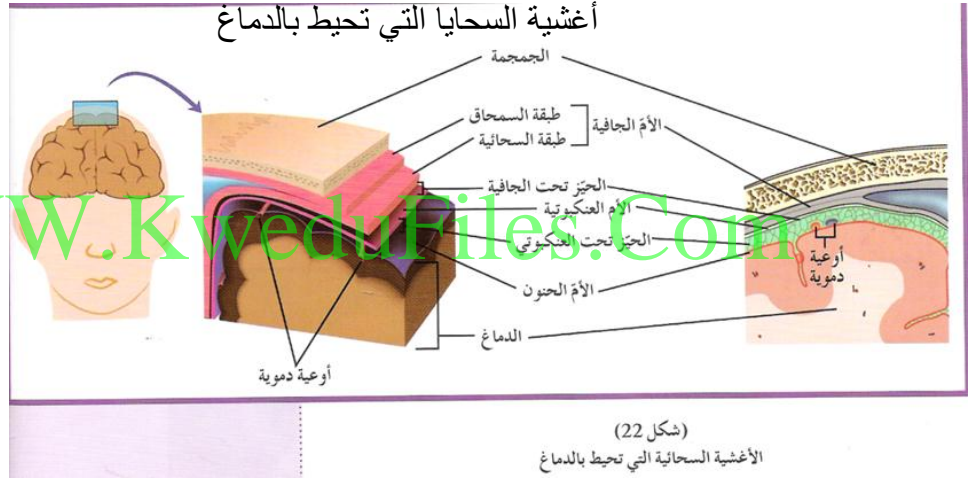 أغشية السحايا التي تحيط بالدماغ
الجمجمة
طبقة السمحاق
الأمّ الجافية
طبقة السحائية
الحيّز تحت الجافية
الأم العنكبوتية
الحيّز تحت العنكبوتي
W.KweduFiles.Com
أوعية
دموية
الأمّ الحنون
الدماغ
أوعية دموية
(شكل 22)
الأغشية السحائية التي تحيط بالدماغ